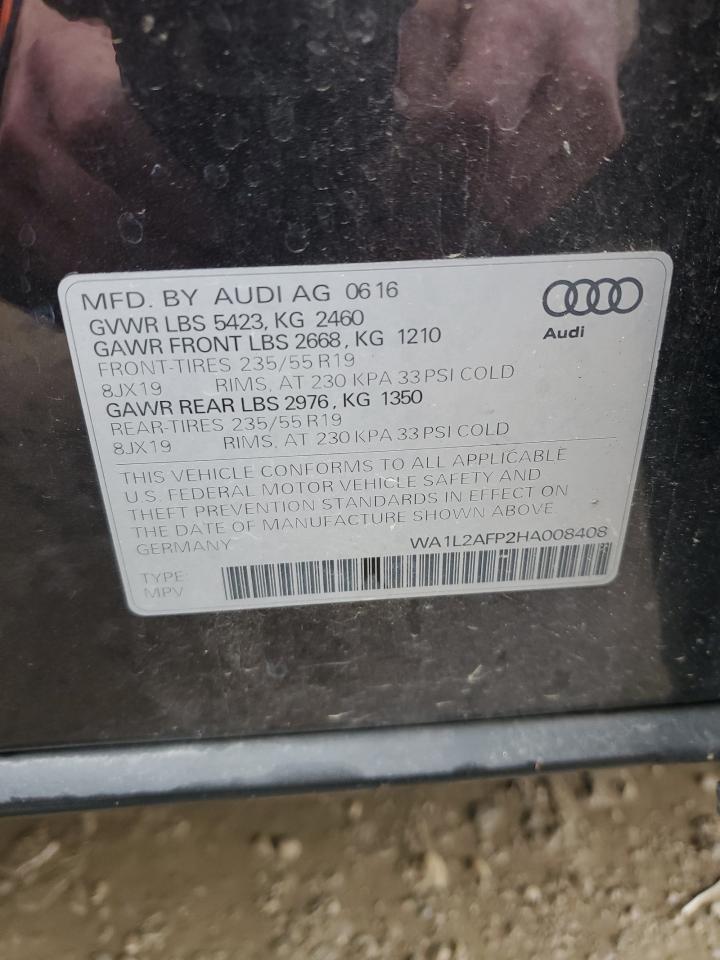 MFD. BY AUDI AG 06 16
GVWR LBS 5423, KG 2460
GAWR FRONT LBS 2668, KG 1210
FRONT-TIRES 235/55 R19
8JX19 RIMS, AT 230 KPA 33 PSI COLD
GAWR REAR LBS 2976, KG 1350
REAR-TIRES 235/55 R19
8JX19 RIMS, AT 230 KPA 33 PSI COLD
Audi
THIS VEHICLE CONFORMS TO ALL APPLICABLE
U.S. FEDERAL MOTOR VEHICLE SAFETY AND
THEFT PREVENTION STANDARDS IN EFFECT ON
THE DATE OF MANUFACTURE SHOWN ABOVE.
GERMANY WA1L2AFP2HA008408
TYPE:
MPV